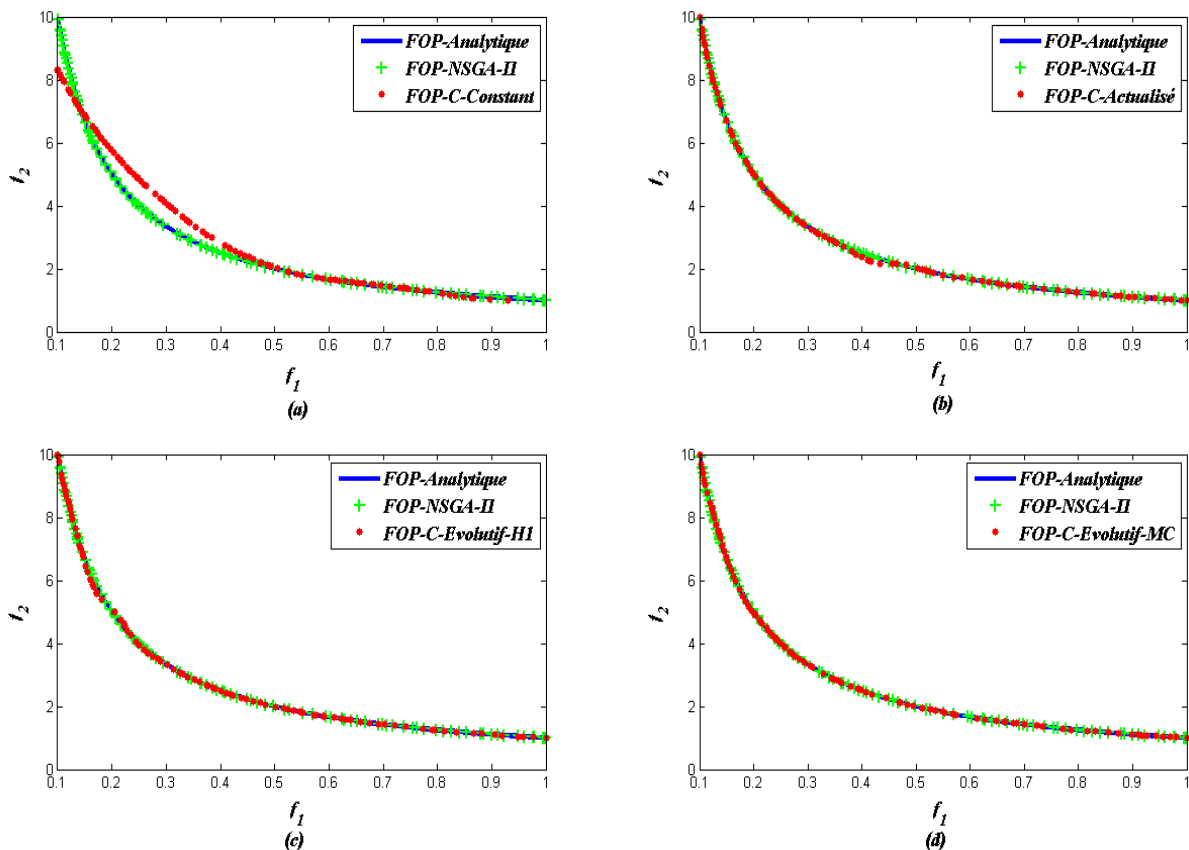 10
8
6
4
2
0
f2
FOP-Analytique
FOP-NSGA-II
FOP-C-Constant
0.1 0.2 0.3 0.4 0.5 0.6 0.7 0.8 0.9 1
f1
(a)
10
8
6
4
2
0
f2
FOP-Analytique
FOP-NSGA-II
FOP-C-Actualisé
0.1 0.2 0.3 0.4 0.5 0.6 0.7 0.8 0.9 1
f1
(b)
10
8
6
4
2
0
f2
FOP-Analytique
FOP-NSGA-II
FOP-C-Evolutif-H1
0.1 0.2 0.3 0.4 0.5 0.6 0.7 0.8 0.9 1
f1
(c)
10
8
6
4
2
0
f2
FOP-Analytique
FOP-NSGA-II
FOP-C-Evolutif-MC
0.1 0.2 0.3 0.4 0.5 0.6 0.7 0.8 0.9 1
f1
(d)